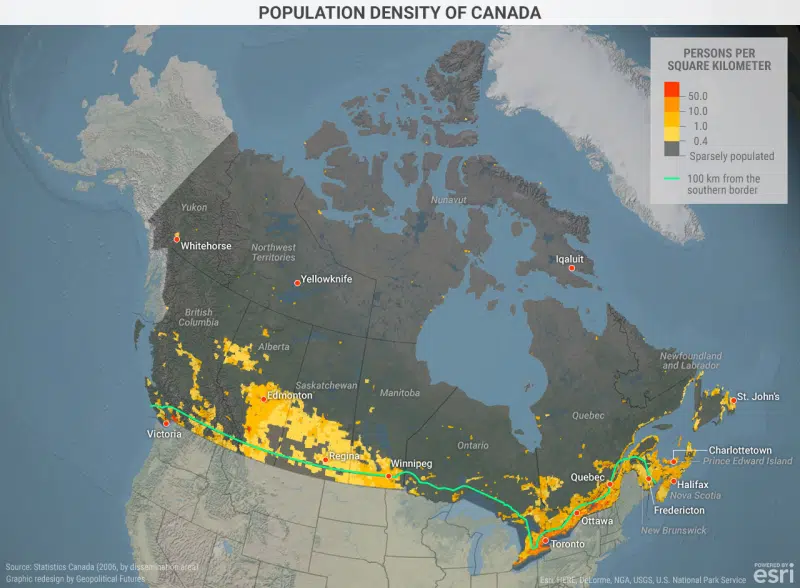 POPULATION DENSITY OF CANADA
PERSONS PER
SQUARE KILOMETER
50.0
10.0
1.0
0.4
Sparsely populated
100 km from the
southern border
Nunavut
Yukon
Whitehorse
Northwest
Territories
Iqaluit
Yellowknife
British
Columbia
Alberta
Newfoundland
and Labrador
Saskatchewan
Edmonton
Manitoba
St. John's
Quebec
Victoria
Ontario
Regina
Winnipeg
Charlottetown
Prince Edward Island
Quebec
Halifax
Nova Scotia
Fredericton
Ottawa
New Brunswick
Toronto
Source: Statistics Canada (2006, by dissemination area)
Graphic redesign by Geopolitical Futures
Esri, HERE, DeLorme, NGA, USGS, U.S. National Park Service
POWERED BY
esri